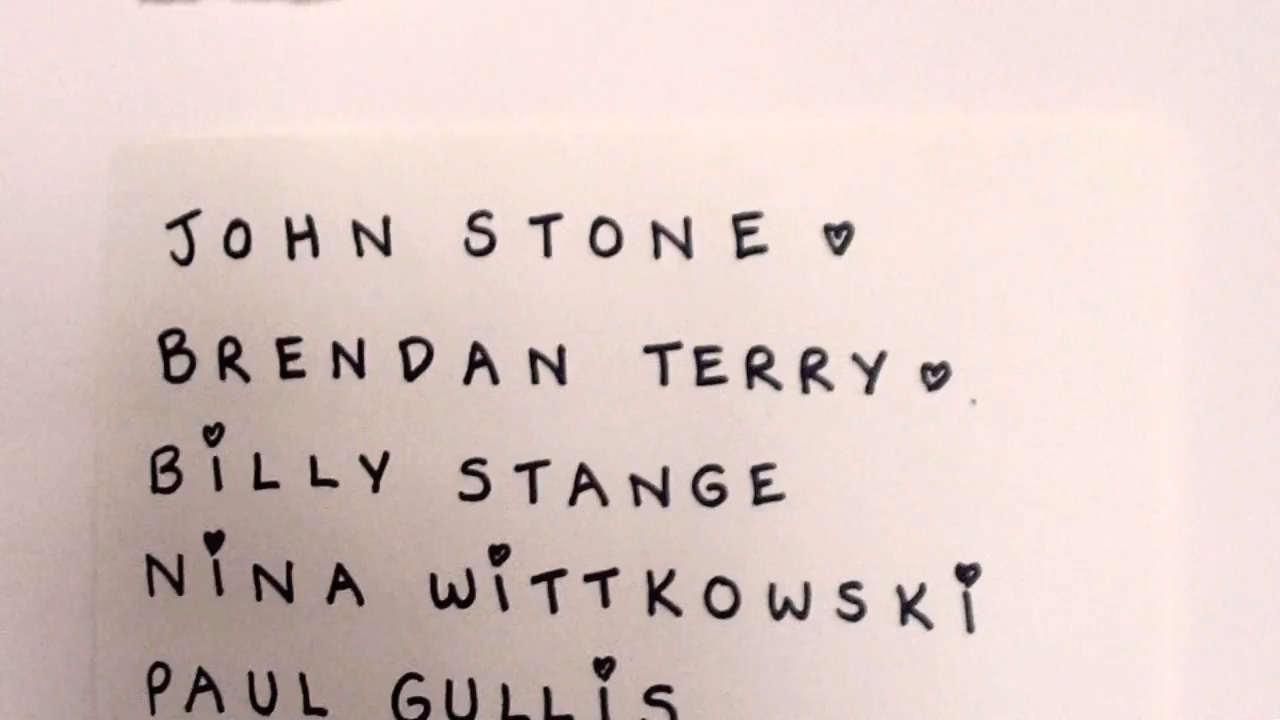 JOHN STONE ♥
BRENDAN TERRY ♥
BiLLY STANGE
NiNA WiTTKOWSKi
PAUL GULLiS